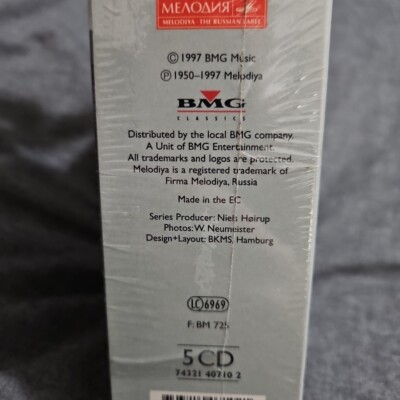 МЕЛОДИЯ
MELODIYA · THE RUSSIAN LABEL
© 1997 BMG Music
℗ 1950–1997 Melodiya
BMG
CLASSICS
Distributed by the local BMG company.
A Unit of BMG Entertainment.
All trademarks and logos are protected.
Melodiya is a registered trademark of
Firma Melodiya, Russia
Made in the EC
Series Producer: Niels Høirup
Photos: W. Neumeister
Design+Layout: BKMS, Hamburg
LC 6969
F: BM 725
5 CD
74321 40710 2